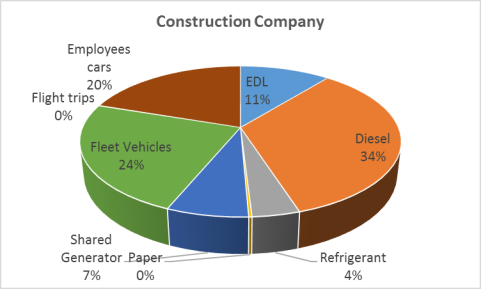 Construction Company
Employees
cars
20%
EDL
11%
Flight trips
0%
Diesel
34%
Fleet Vehicles
24%
Shared
Generator
7%
Paper
0%
Refrigerant
4%